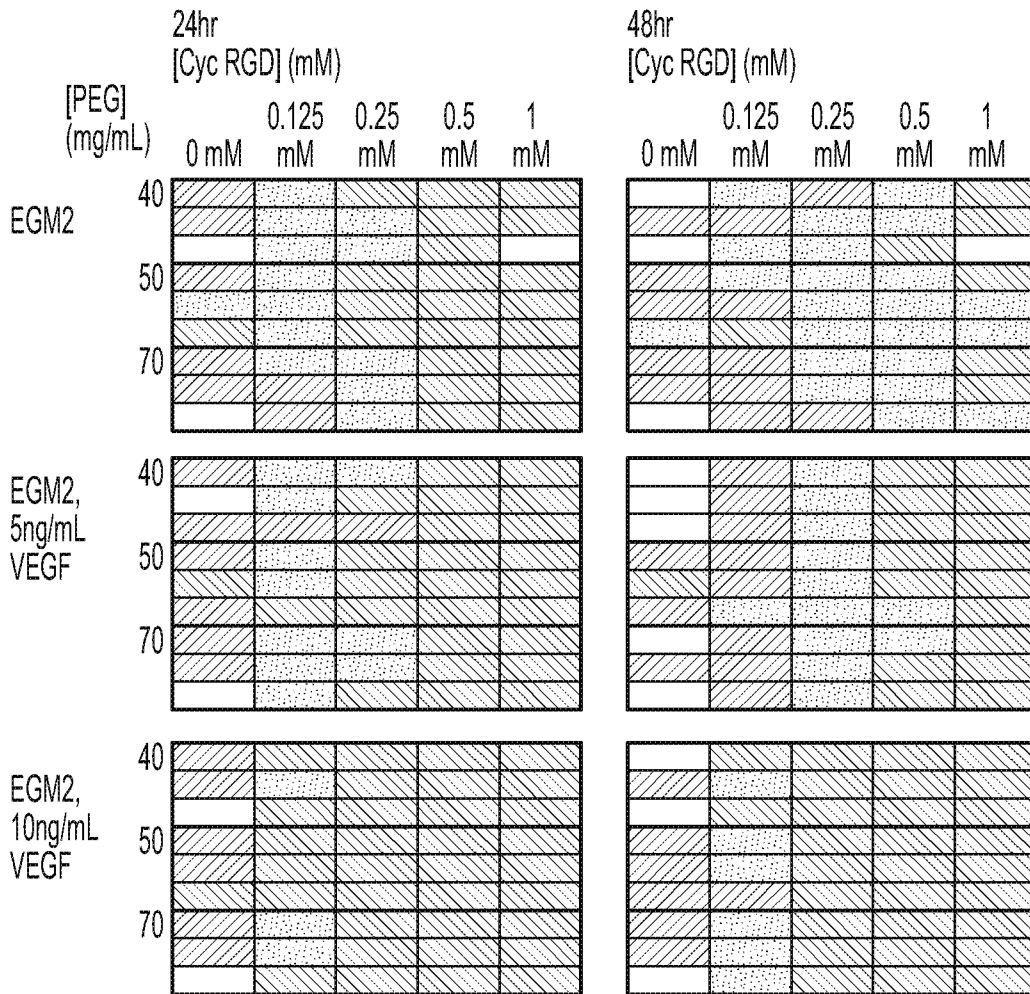 24hr
[Cyc RGD] (mM)
48hr
[Cyc RGD] (mM)
[PEG]
(mg/mL)
0 mM
0.125
mM
0.25
mM
0.5
mM
1
mM
0 mM
0.125
mM
0.25
mM
0.5
mM
1
mM
EGM2
40
50
70
EGM2,
5ng/mL
VEGF
40
50
70
EGM2,
10ng/mL
VEGF
40
50
70